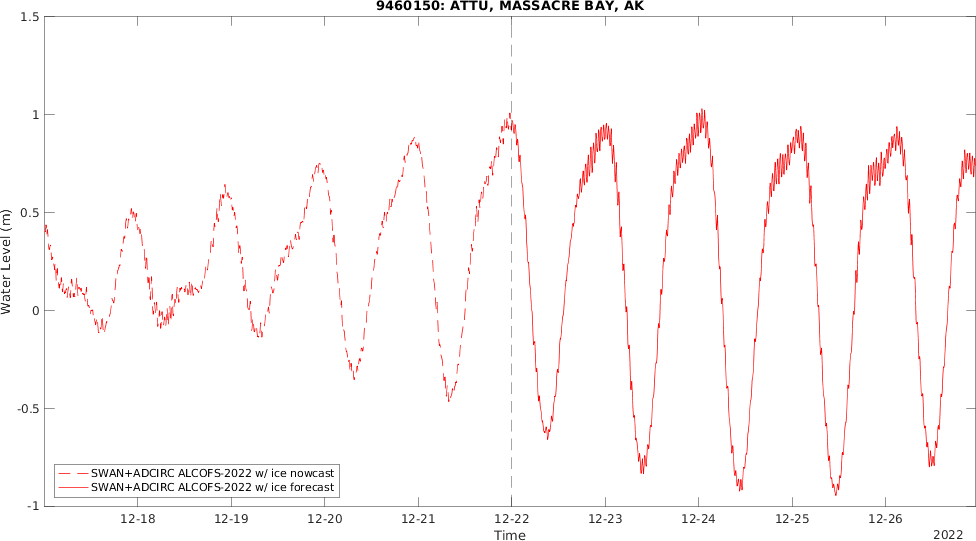 9460150: ATTU, MASSACRE BAY, AK
1.5
1
0.5
0
-0.5
-1
Water Level (m)
SWAN+ADCIRC ALCOFS-2022 w/ ice nowcast
SWAN+ADCIRC ALCOFS-2022 w/ ice forecast
12-18 12-19 12-20 12-21 12-22 12-23 12-24 12-25 12-26
Time
2022